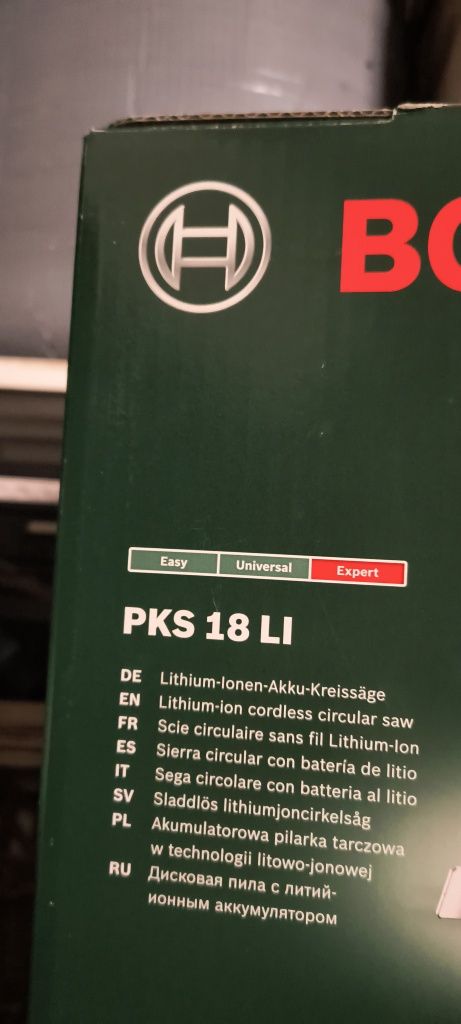 BO
Easy Universal Expert
PKS 18 LI
DE Lithium-Ionen-Akku-Kreissäge
EN Lithium-ion cordless circular saw
FR Scie circulaire sans fil Lithium-Ion
ES Sierra circular con batería de litio
IT Sega circolare con batteria al litio
SV Sladdlös lithiumjoncirkelsåg
PL Akumulatorowa pilarka tarczowa
w technologii litowo-jonowej
RU Дисковая пила с литий-
ионным аккумулятором